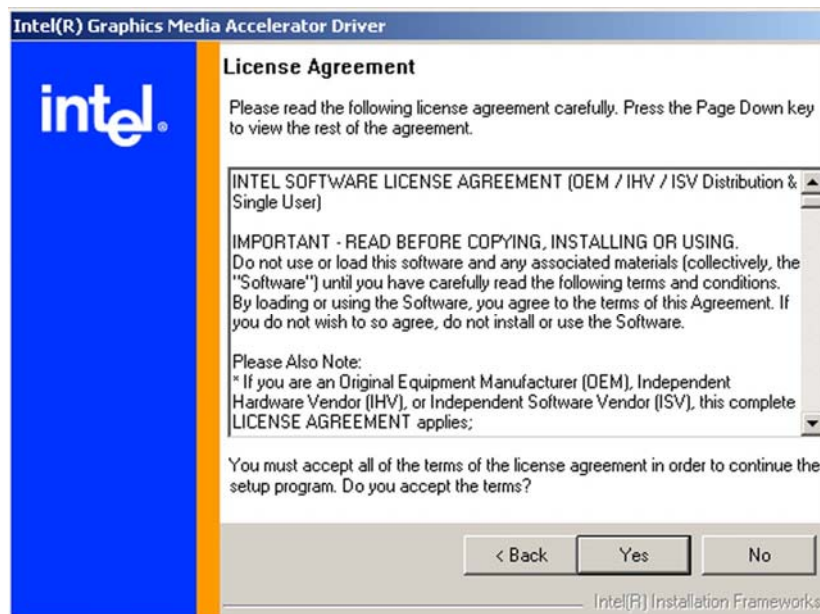 Intel(R) Graphics Media Accelerator Driver
intel®
License Agreement
Please read the following license agreement carefully. Press the Page Down key
to view the rest of the agreement.
INTEL SOFTWARE LICENSE AGREEMENT (OEM / IHV / ISV Distribution &
Single User)
IMPORTANT - READ BEFORE COPYING, INSTALLING OR USING.
Do not use or load this software and any associated materials (collectively, the
"Software") until you have carefully read the following terms and conditions.
By loading or using the Software, you agree to the terms of this Agreement. If
you do not wish to so agree, do not install or use the Software.
Please Also Note:
* If you are an Original Equipment Manufacturer (OEM), Independent
Hardware Vendor (IHV), or Independent Software Vendor (ISV), this complete
LICENSE AGREEMENT applies;
You must accept all of the terms of the license agreement in order to continue the
setup program. Do you accept the terms?
< Back Yes No
Intel(R) Installation Frameworks